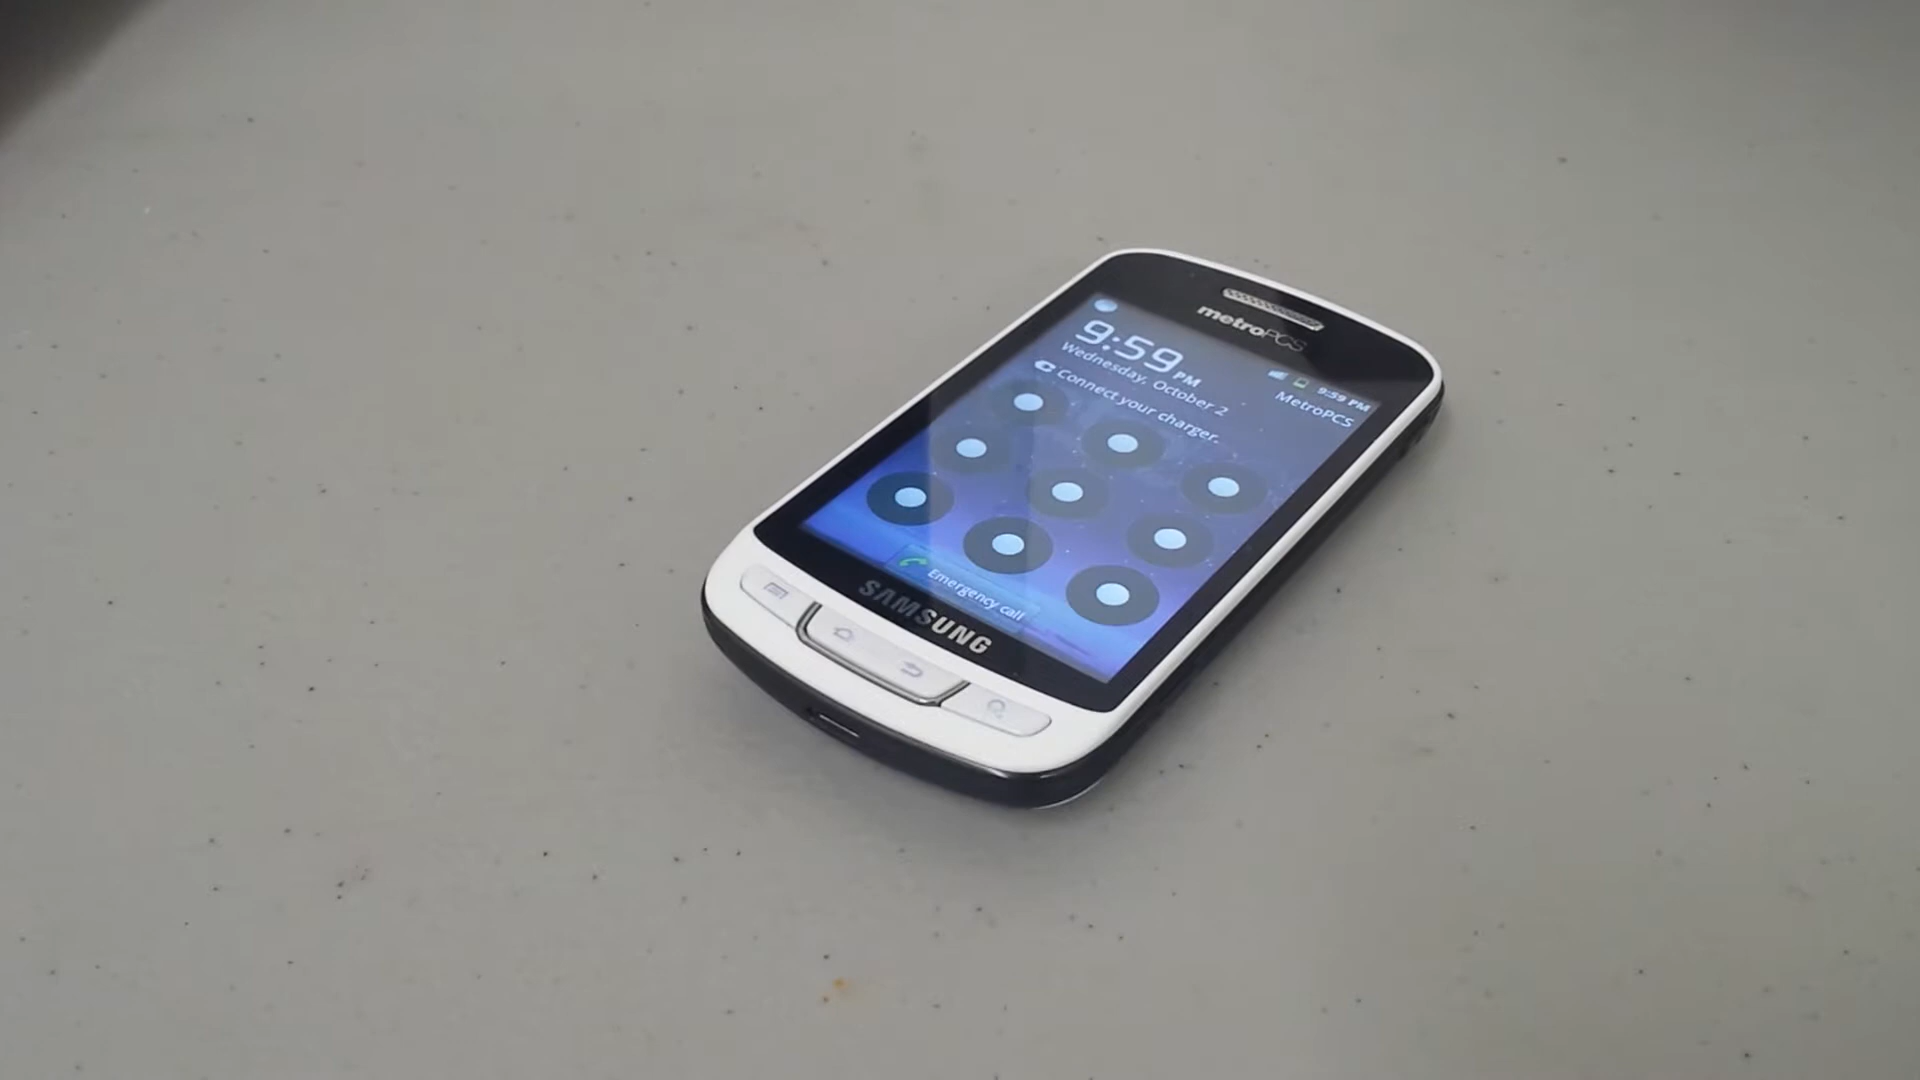 metroPCS
9:59 PM
9:59 PM
MetroPCS
Wednesday, October 2
Connect your charger.
Emergency call
SAMSUNG